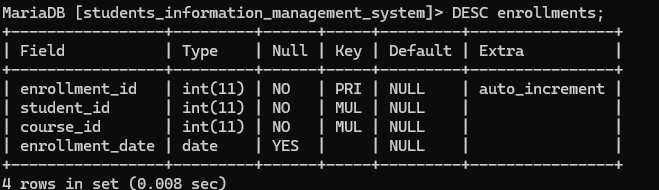 MariaDB [students_information_management_system]> DESC enrollments;
+-----------------+---------+------+-----+---------+----------------+
| Field           | Type    | Null | Key | Default | Extra          |
+-----------------+---------+------+-----+---------+----------------+
| enrollment_id   | int(11) | NO   | PRI | NULL    | auto_increment |
| student_id      | int(11) | NO   | MUL | NULL    |                |
| course_id       | int(11) | NO   | MUL | NULL    |                |
| enrollment_date | date    | YES  |     | NULL    |                |
+-----------------+---------+------+-----+---------+----------------+
4 rows in set (0.008 sec)